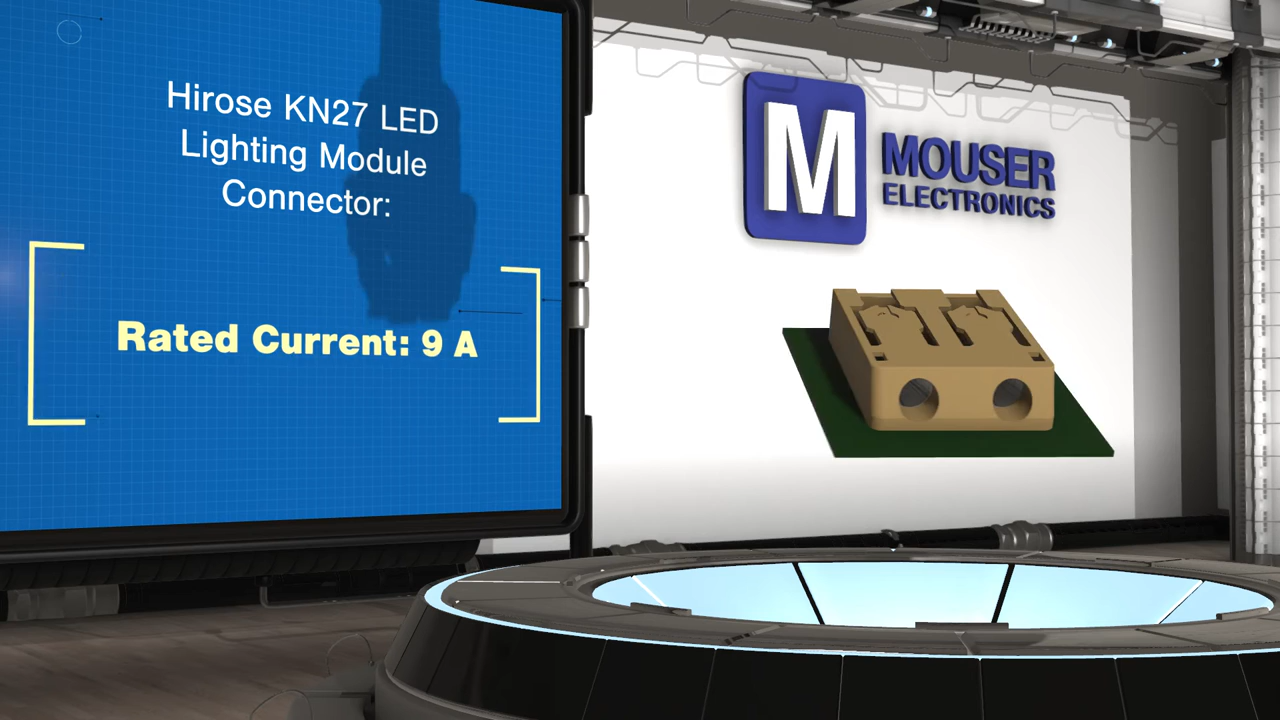 Hirose KN27 LED
Lighting Module
Connector:
Rated Current: 9 A
M
MOUSER
ELECTRONICS